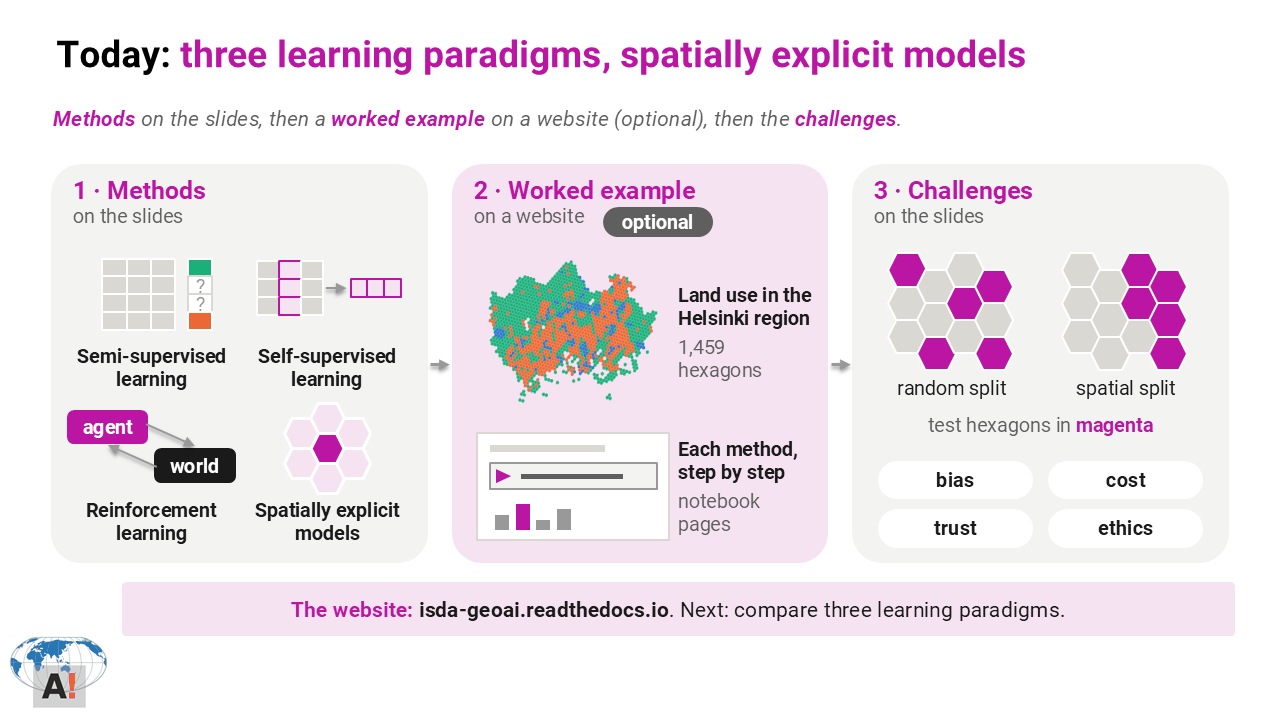 Today: three learning paradigms, spatially explicit models
Methods on the slides, then a worked example on a website (optional), then the challenges.
1 · Methods
on the slides
?
?
Semi-supervised
learning
Self-supervised
learning
agent
world
Reinforcement
learning
Spatially explicit
models
2 · Worked example
on a website
optional
Land use in the
Helsinki region
1,459
hexagons
Each method,
step by step
notebook
pages
3 · Challenges
on the slides
random split
spatial split
test hexagons in magenta
bias
cost
trust
ethics
The website: isda-geoai.readthedocs.io. Next: compare three learning paradigms.
A!